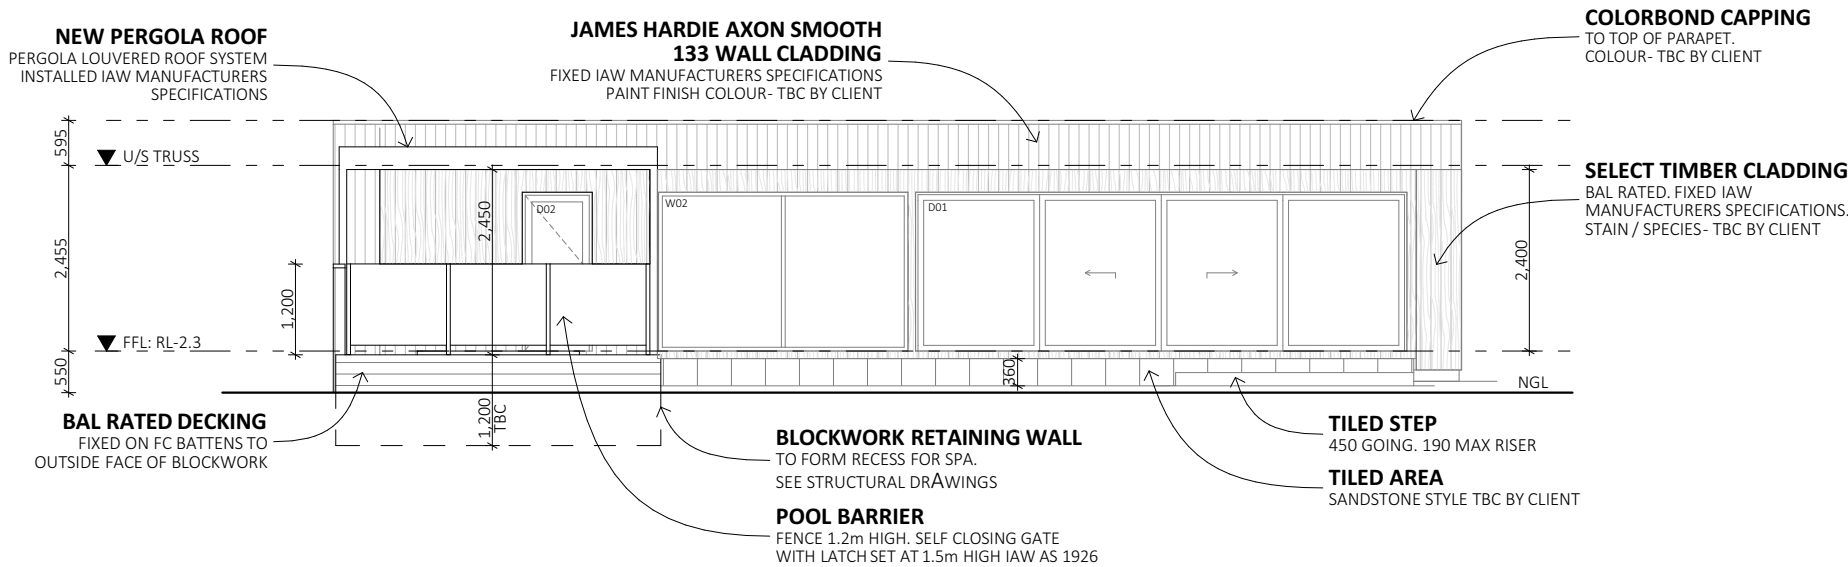 NEW PERGOLA ROOF
PERGOLA LOUVERED ROOF SYSTEM
INSTALLED IAW MANUFACTURERS
SPECIFICATIONS
JAMES HARDIE AXON SMOOTH
133 WALL CLADDING
FIXED IAW MANUFACTURERS SPECIFICATIONS
PAINT FINISH COLOUR- TBC BY CLIENT
COLORBOND CAPPING
TO TOP OF PARAPET.
COLOUR- TBC BY CLIENT
595
U/S TRUSS
SELECT TIMBER CLADDING
BAL RATED. FIXED IAW
MANUFACTURERS SPECIFICATIONS.
STAIN / SPECIES- TBC BY CLIENT
D02
W02
D01
2,450
2,455
2,400
1,200
FFL: RL-2.3
550
360
NGL
1,200
TBC
BAL RATED DECKING
FIXED ON FC BATTENS TO
OUTSIDE FACE OF BLOCKWORK
BLOCKWORK RETAINING WALL
TO FORM RECESS FOR SPA.
SEE STRUCTURAL DRAWINGS
POOL BARRIER
FENCE 1.2m HIGH. SELF CLOSING GATE
WITH LATCH SET AT 1.5m HIGH IAW AS 1926
TILED STEP
450 GOING. 190 MAX RISER
TILED AREA
SANDSTONE STYLE TBC BY CLIENT